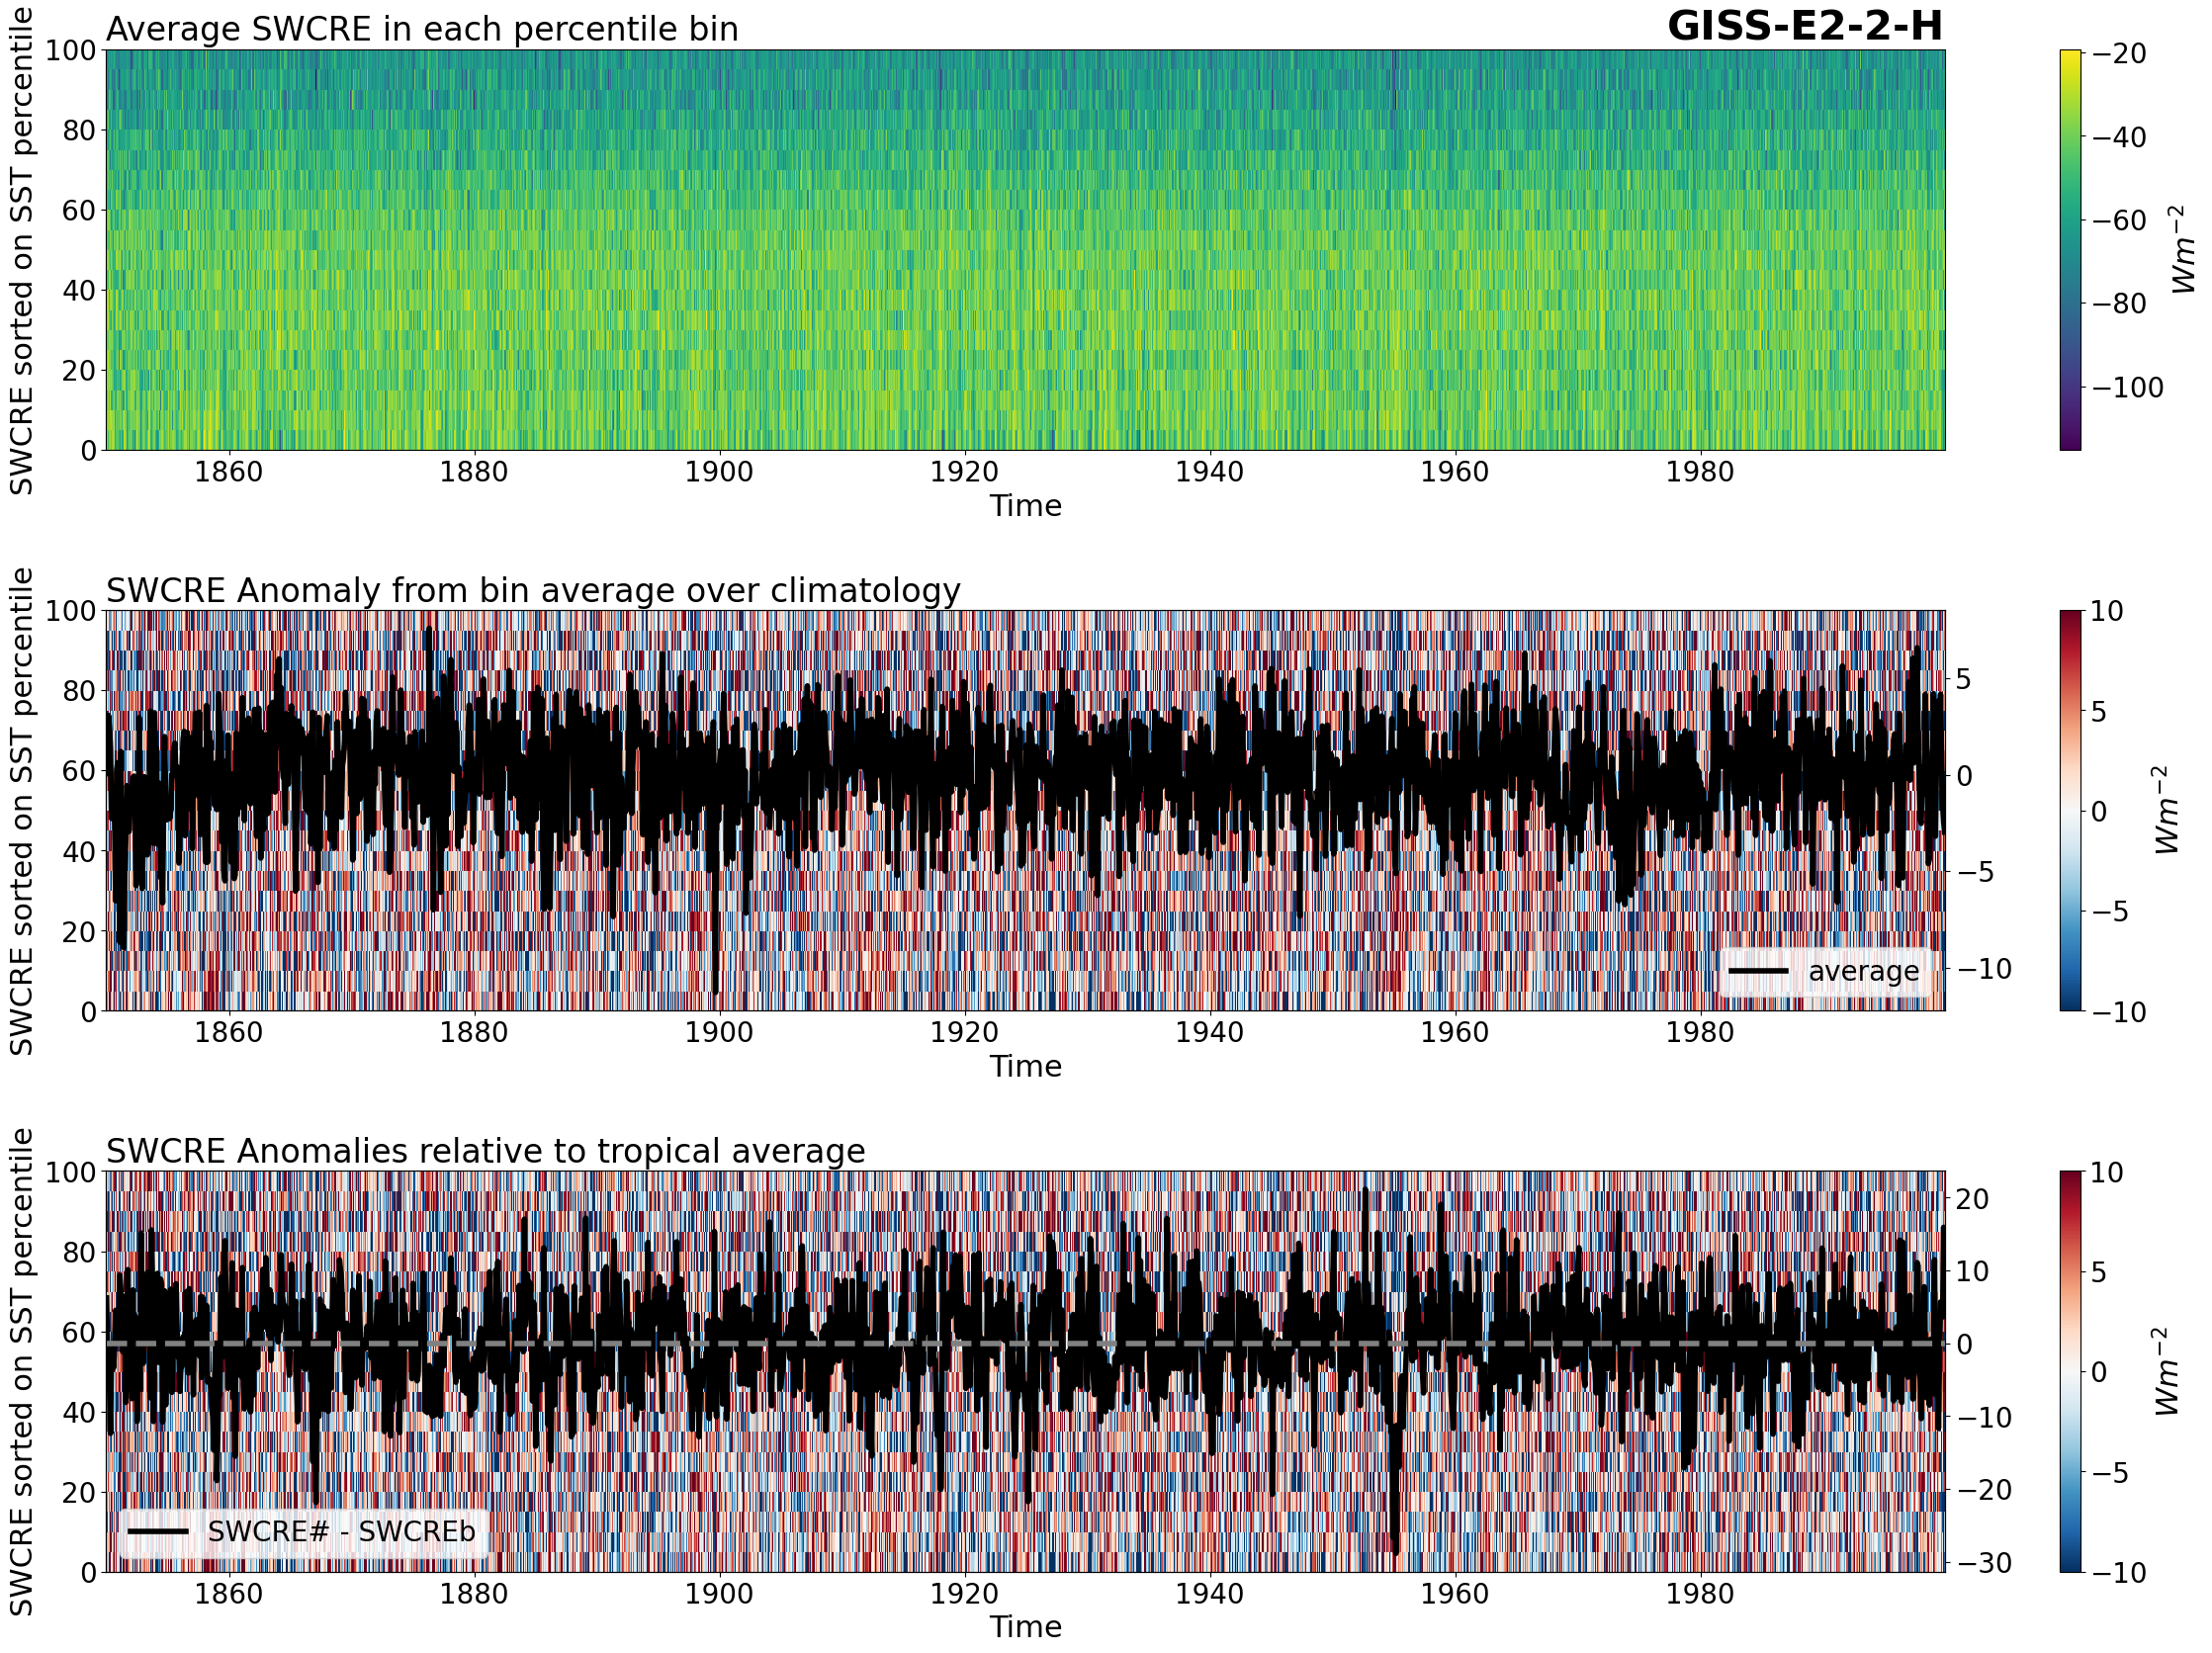 Average SWCRE in each percentile bin
GISS-E2-2-H
SWCRE sorted on SST percentile
100
80
60
40
20
0
1860 1880 1900 1920 1940 1960 1980
Time
−20
−40
−60
−80
−100
Wm⁻²
SWCRE Anomaly from bin average over climatology
SWCRE sorted on SST percentile
100
80
60
40
20
0
1860 1880 1900 1920 1940 1960 1980
Time
5
0
−5
−10
average
10
5
0
−5
−10
Wm⁻²
SWCRE Anomalies relative to tropical average
SWCRE sorted on SST percentile
100
80
60
40
20
0
1860 1880 1900 1920 1940 1960 1980
Time
20
10
0
−10
−20
−30
SWCRE# - SWCREb
10
5
0
−5
−10
Wm⁻²